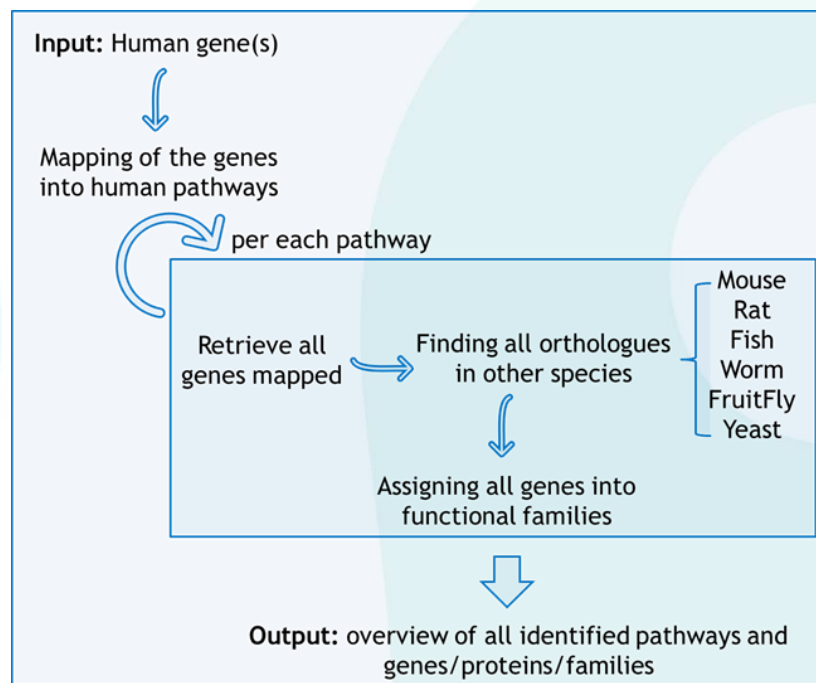 Input: Human gene(s)
Mapping of the genes
into human pathways
per each pathway
Retrieve all
genes mapped
Finding all orthologues
in other species
Mouse
Rat
Fish
Worm
FruitFly
Yeast
Assigning all genes into
functional families
Output: overview of all identified pathways and
genes/proteins/families